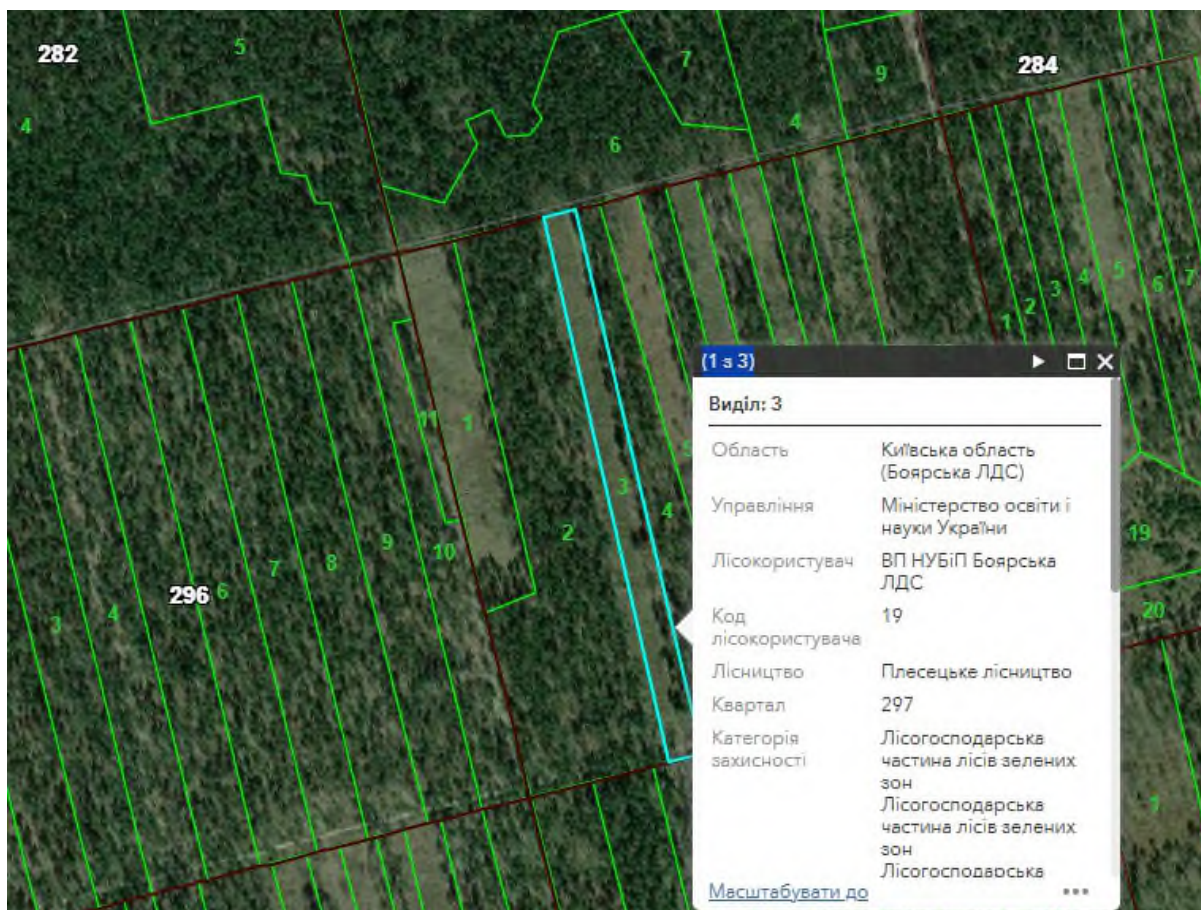 282
5
4
7
9
284
4
6
1
2
3
4
5
6
7
11
1
3
4
2
19
20
10
9
8
7
6
296
4
3
1
(1 з 3)
Виділ: 3
Область
Київська область
(Боярська ЛДС)
Управління
Міністерство освіти і
науки України
Лісокористувач
ВП НУБіП Боярська
ЛДС
Код
лісокористувача
19
Лісництво
Плесецьке лісництво
Квартал
297
Категорія
захисності
Лісогосподарська
частина лісів зелених
зон
Лісогосподарська
частина лісів зелених
зон
Лісогосподарська
Масштабувати до